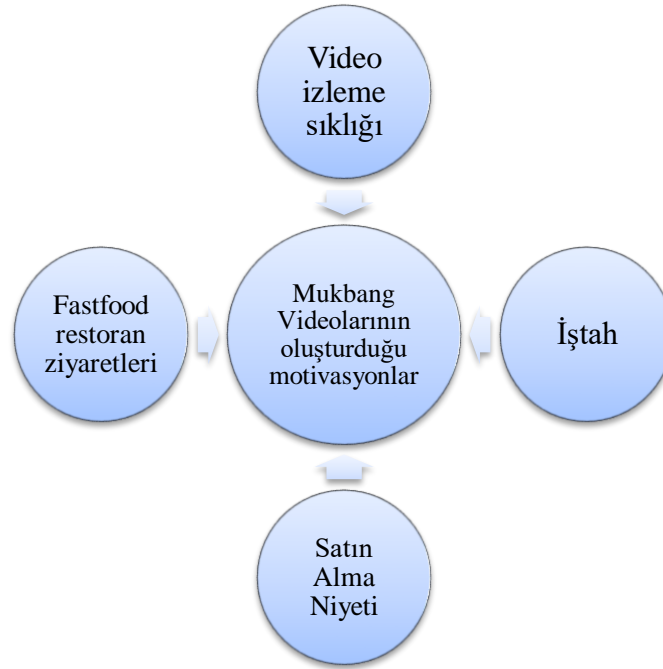 Video
izleme
sıklığı
Fastfood
restoran
ziyaretleri
Mukbang
Videolarının
oluşturduğu
motivasyonlar
İştah
Satın
Alma
Niyeti